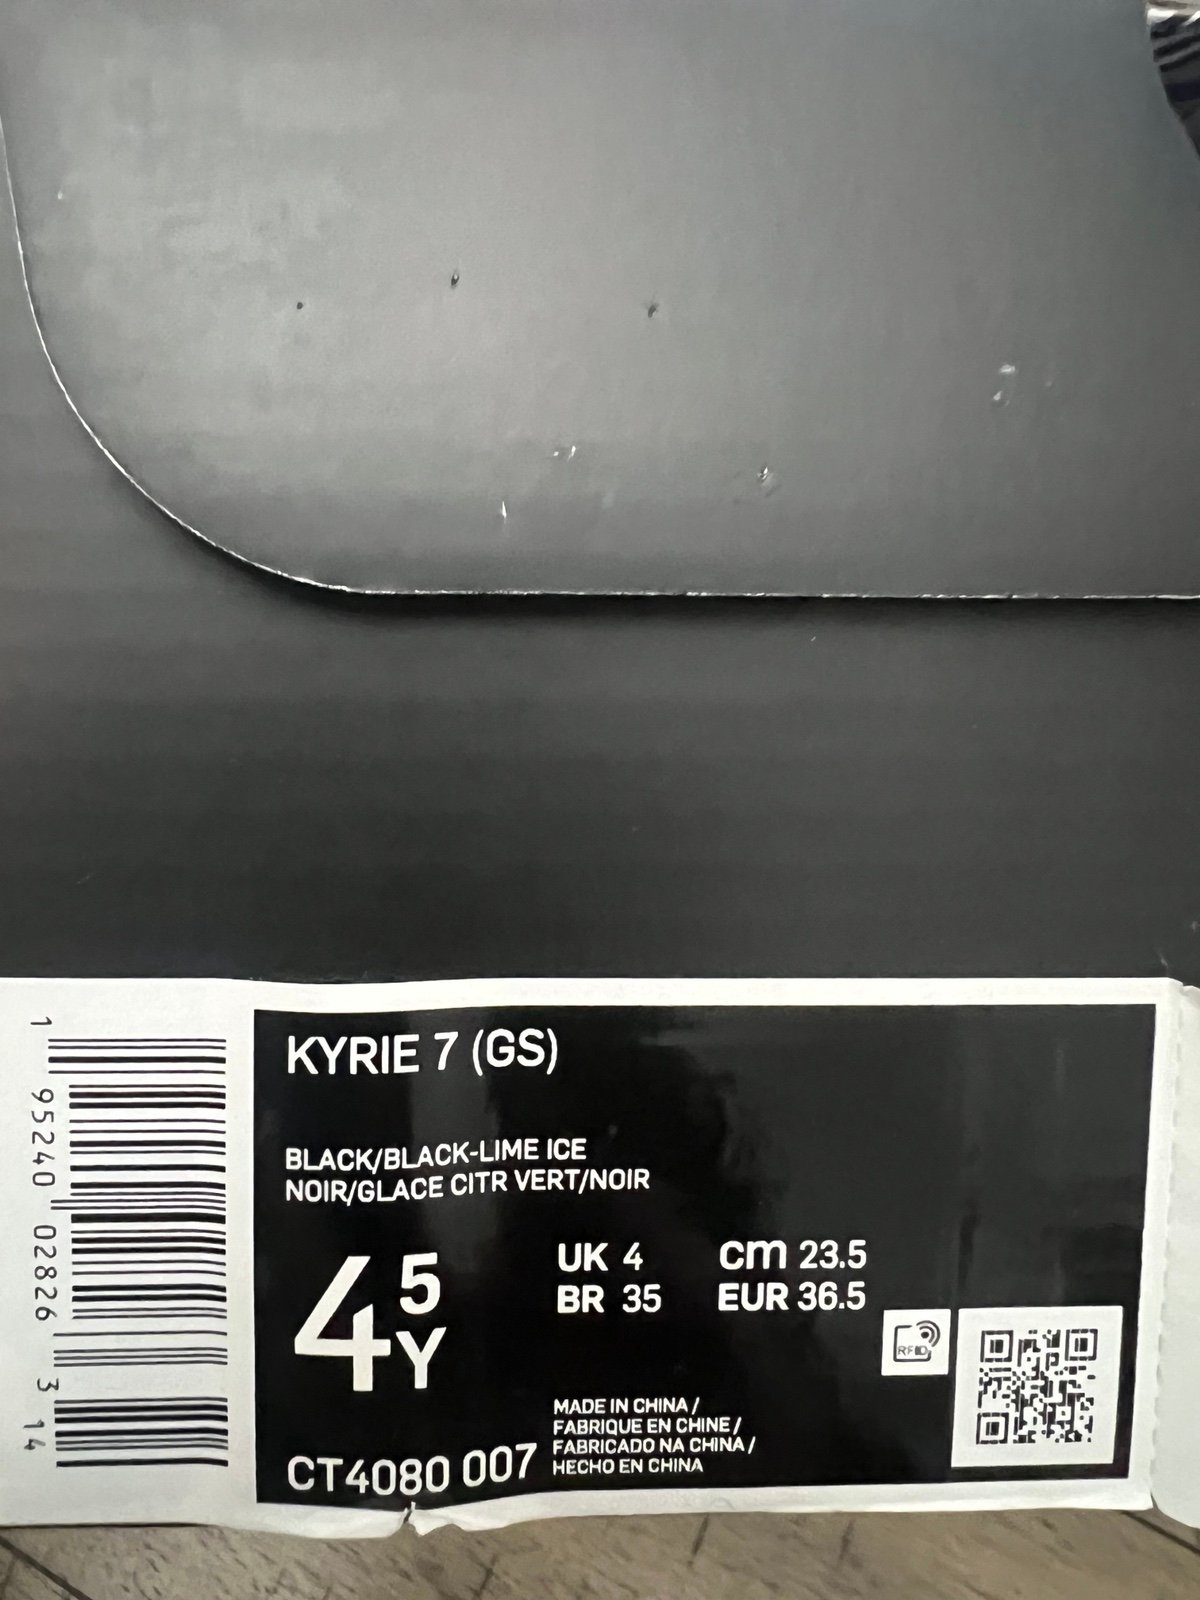 KYRIE 7 (GS)
BLACK/BLACK-LIME ICE
NOIR/GLACE CITR VERT/NOIR
4 5 Y
UK 4 cm 23.5
BR 35 EUR 36.5
RFID
MADE IN CHINA /
FABRIQUE EN CHINE /
FABRICADO NA CHINA /
HECHO EN CHINA
CT4080 007
1 95240 02826 3 14